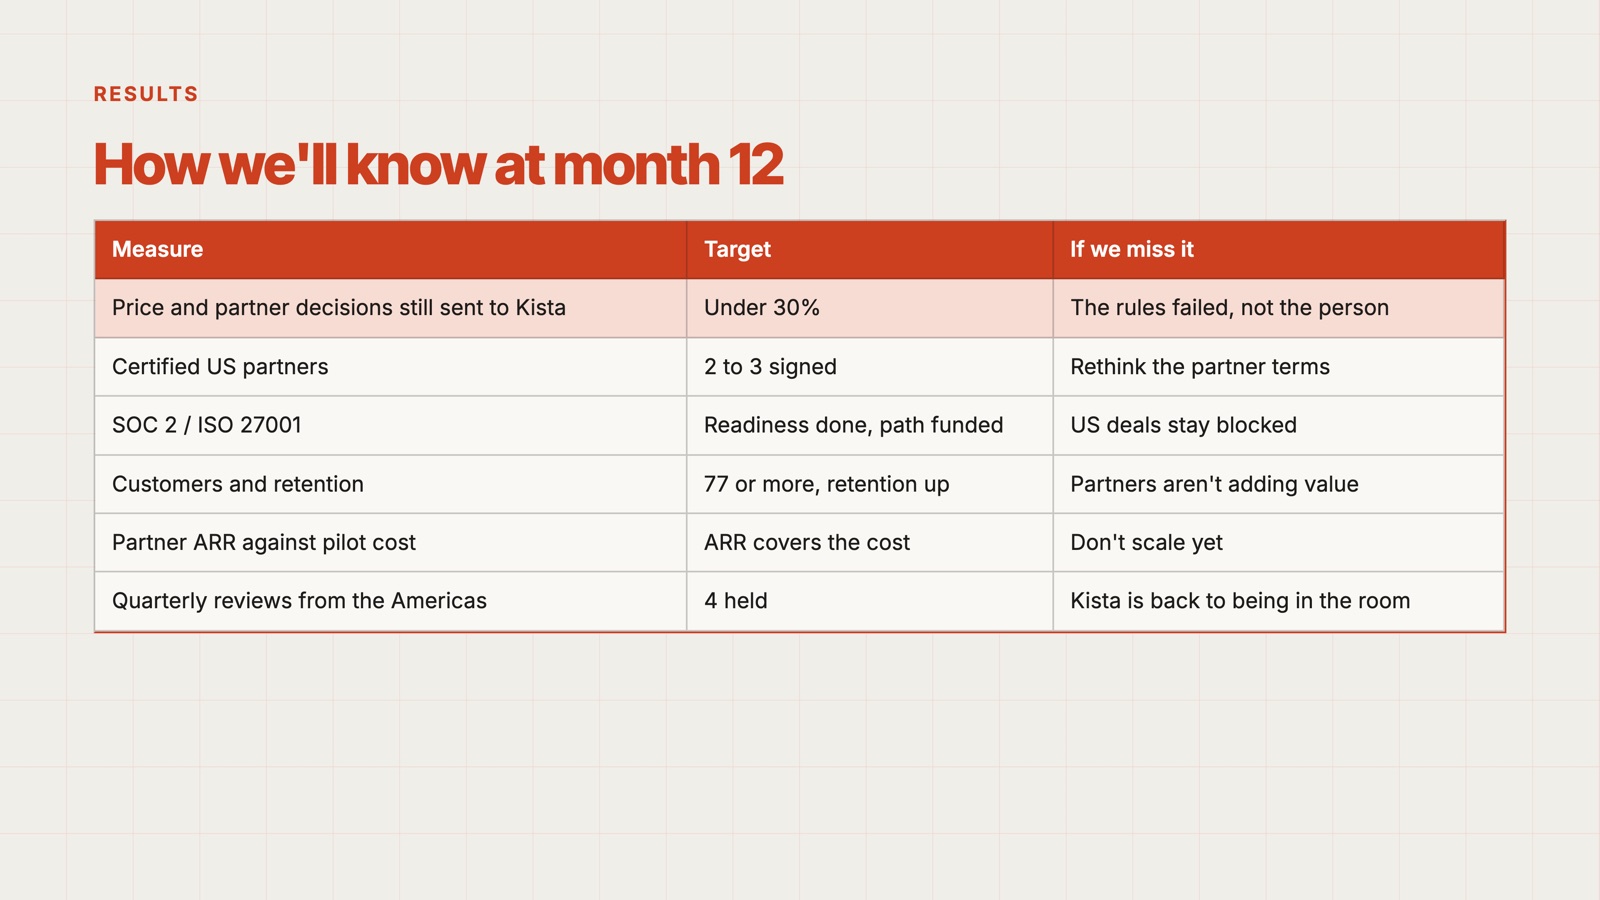 RESULTS
How we'll know at month 12
Measure Target If we miss it
Price and partner decisions still sent to Kista Under 30% The rules failed, not the person
Certified US partners 2 to 3 signed Rethink the partner terms
SOC 2 / ISO 27001 Readiness done, path funded US deals stay blocked
Customers and retention 77 or more, retention up Partners aren't adding value
Partner ARR against pilot cost ARR covers the cost Don't scale yet
Quarterly reviews from the Americas 4 held Kista is back to being in the room